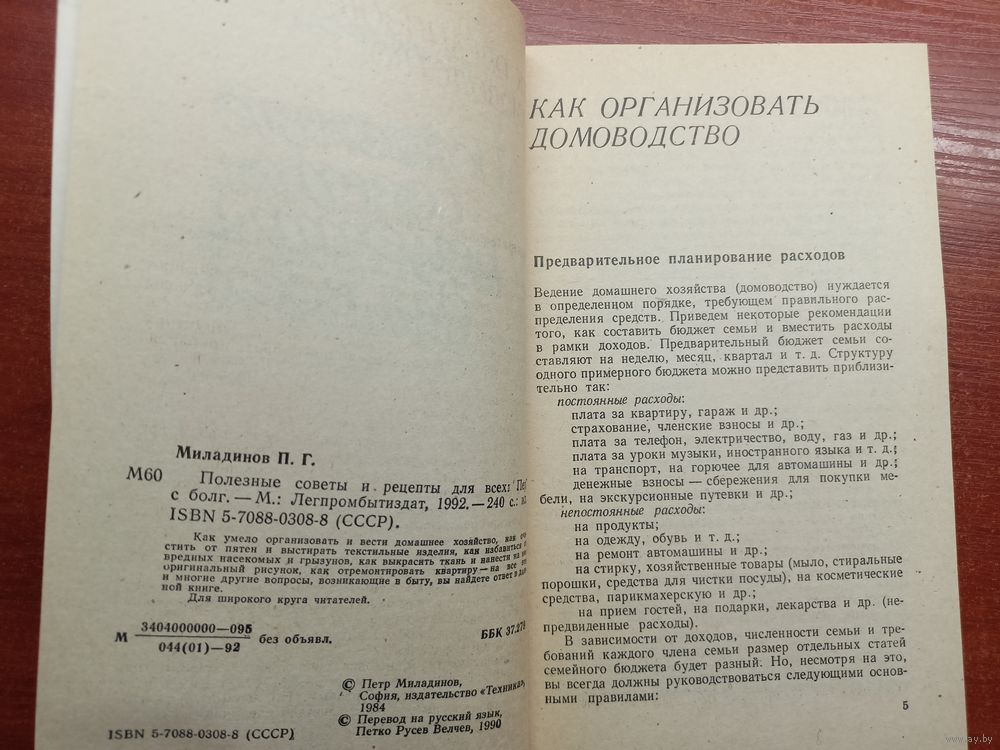 Миладинов П. Г.
М60 Полезные советы и рецепты для всех:
с болг. — М.: Легпромбытиздат, 1992. — 240 с.:
ISBN 5-7088-0308-8 (СССР).
Как умело организовать и вести домашнее хозяйство, как
стить от пятен и выстирать текстильные изделия, как избавиться
вредных насекомых и грызунов, как выкрасить ткань и нанести на
оригинальный рисунок, как отремонтировать квартиру — на все
и многие другие вопросы, возникающие в быту, вы найдете ответ в
ной книге.
Для широкого круга читателей.
М 3404000000—095
044(01)—92 без объявл.
ББК 37.279
© Петр Миладинов,
София, издательство «Техника»,
1984
© Перевод на русский язык,
Петко Русев Велчев, 1990
ISBN 5-7088-0308-8 (СССР)
КАК ОРГАНИЗОВАТЬ
ДОМОВОДСТВО
Предварительное планирование расходов
Ведение домашнего хозяйства (домоводство) нуждается
в определенном порядке, требующем правильного рас-
пределения средств. Приведем некоторые рекомендации
того, как составить бюджет семьи и вместить расходы
в рамки доходов. Предварительный бюджет семьи со-
ставляют на неделю, месяц, квартал и т. д. Структуру
одного примерного бюджета можно представить приблизи-
тельно так:
постоянные расходы:
плата за квартиру, гараж и др.;
страхование, членские взносы и др.;
плата за телефон, электричество, воду, газ и др.;
плата за уроки музыки, иностранного языка и т. д.;
на транспорт, на горючее для автомашины и др.;
денежные взносы — сбережения для покупки ме-
бели, на экскурсионные путевки и др.;
непостоянные расходы:
на продукты;
на одежду, обувь и т. д.;
на ремонт автомашины и др.;
на стирку, хозяйственные товары (мыло, стиральные
порошки, средства для чистки посуды), на косметические
средства, парикмахерскую и др.;
на прием гостей, на подарки, лекарства и др. (не-
предвиденные расходы).
В зависимости от доходов, численности семьи и тре-
бований каждого члена семьи размер отдельных статей
семейного бюджета будет разный. Но, несмотря на это,
вы всегда должны руководствоваться следующими основ-
ными правилами:
5
www.ay.by